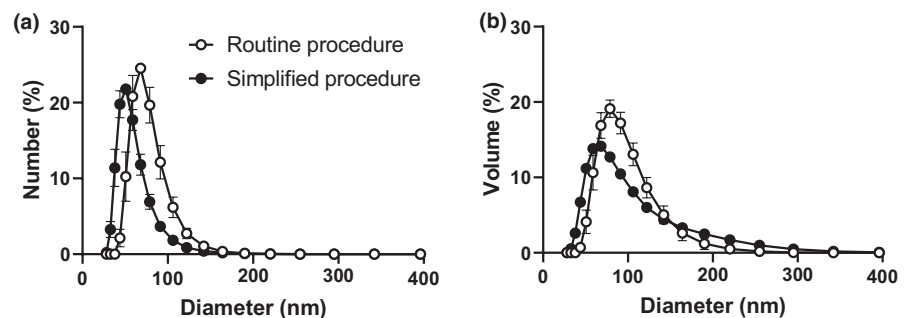 (a)
30
20
10
0
Number (%)
Routine procedure
Simplified procedure
0 100 200 300 400
Diameter (nm)
(b)
30
20
10
0
Volume (%)
0 100 200 300 400
Diameter (nm)